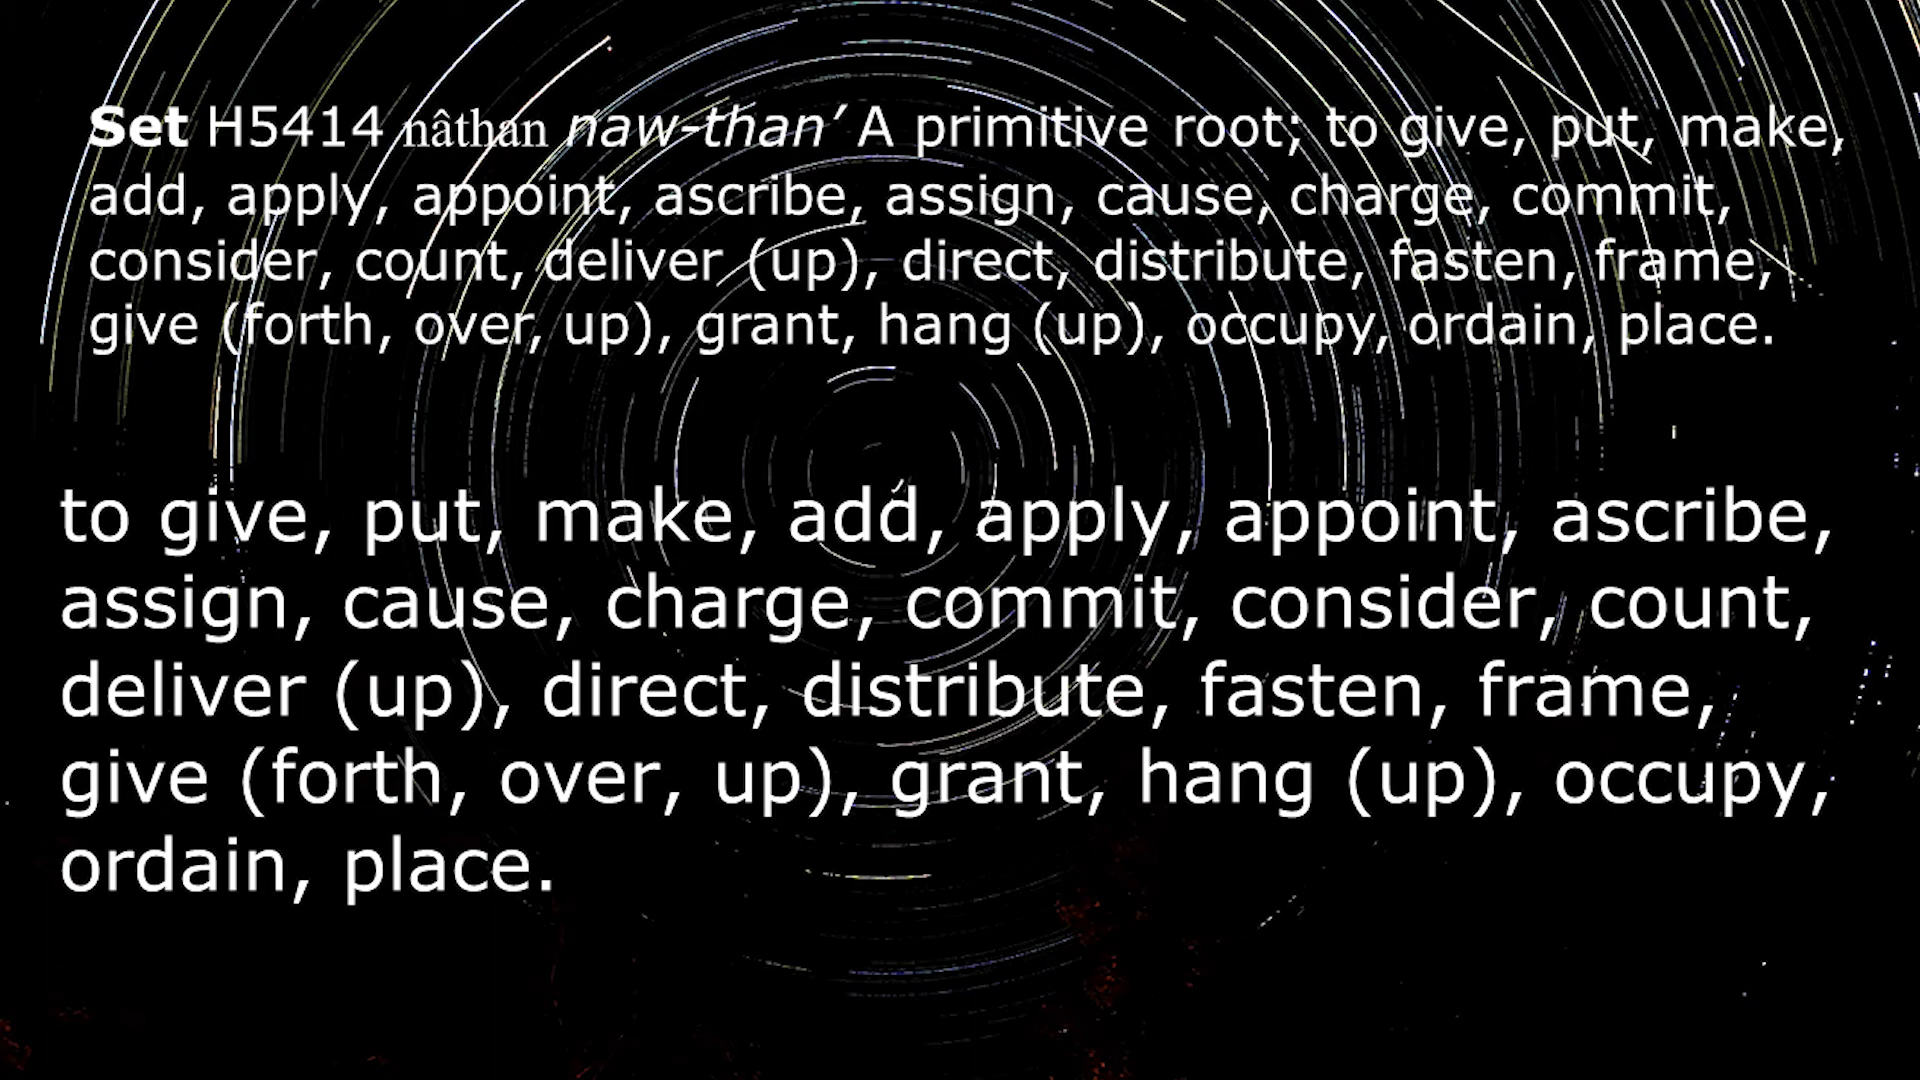 Set H5414 nâthan naw-than’ A primitive root; to give, put, make,
add, apply, appoint, ascribe, assign, cause, charge, commit,
consider, count, deliver (up), direct, distribute, fasten, frame,
give (forth, over, up), grant, hang (up), occupy, ordain, place.
to give, put, make, add, apply, appoint, ascribe,
assign, cause, charge, commit, consider, count,
deliver (up), direct, distribute, fasten, frame,
give (forth, over, up), grant, hang (up), occupy,
ordain, place.